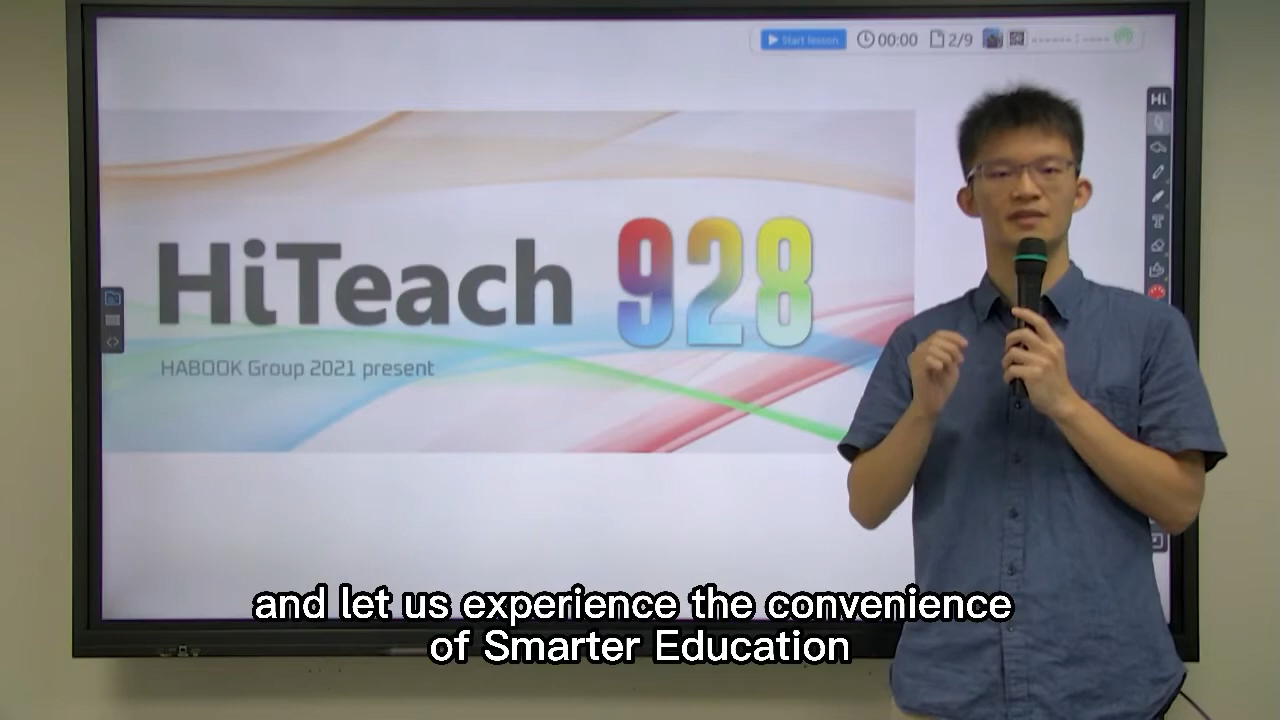 Start lesson
00:00
2/9
Hi
HiTeach 928
HABOOK Group 2021 present
and let us experience the convenience
of Smarter Education